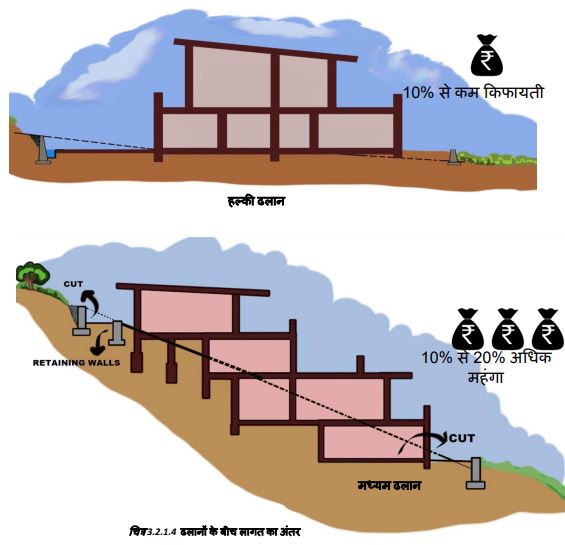 ₹
10% से कम किफायती
हल्की ढलान
CUT
RETAINING WALLS
₹ ₹ ₹
10% से 20% अधिक
महंगा
CUT
मध्यम ढलान
चित्र 3.2.1.4 ढलानों के बीच लागत का अंतर